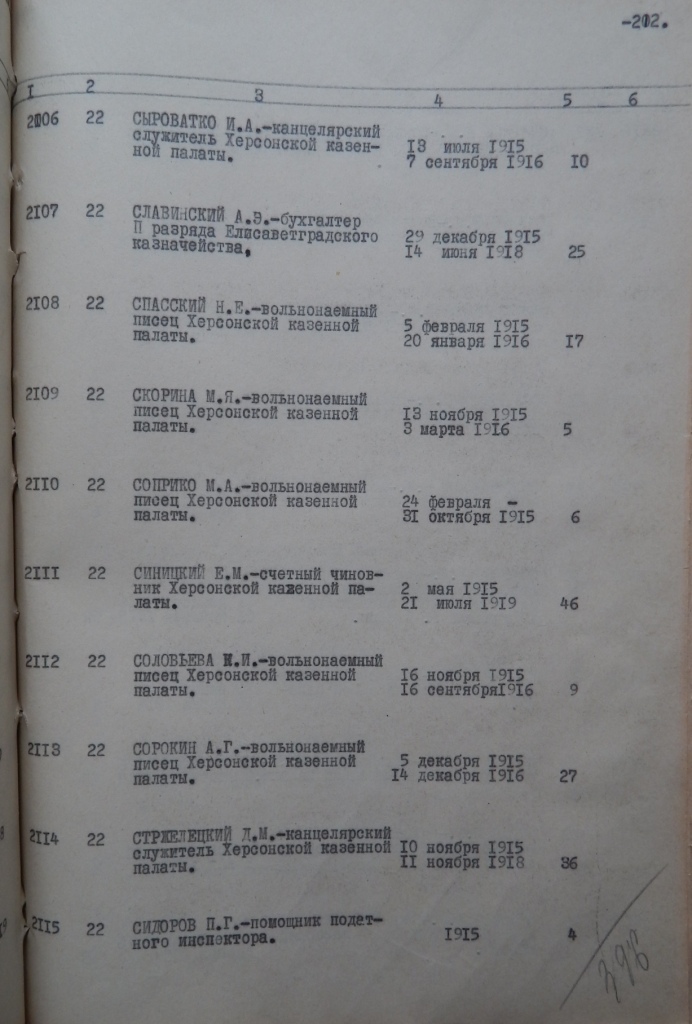 -202.
1 2 3 4 5 6
2106 22 СЫРОВАТКО И.А.-канцелярский
служитель Херсонской казен- 13 июля 1915
ной палаты. 7 сентября 1916 10
2107 22 СЛАВИНСКИЙ А.Э.-бухгалтер
II разряда Елисаветградского 29 декабря 1915
казначейства, 14 июня 1918 25
2108 22 СПАССКИЙ Н.Е.-вольнонаемный
писец Херсонской казенной 5 февраля 1915
палаты. 20 января 1916 17
2109 22 СКОРИНА М.Я.-вольнонаемный
писец Херсонской казенной 13 ноября 1915
палаты. 3 марта 1916 5
2110 22 СОПРИКО М.А.-вольнонаемный
писец Херсонской казенной 24 февраля -
палаты. 31 октября 1915 6
2111 22 СИНИЦКИЙ Е.М.-счетный чинов-
ник Херсонской казенной па- 2 мая 1915
латы. 21 июля 1919 46
2112 22 СОЛОВЬЕВА И.-вольнонаемный
писец Херсонской казенной 16 ноября 1915
палаты. 16 сентября1916 9
2113 22 СОРОКИН А.Г.-вольнонаемный
писец Херсонской казенной 5 декабря 1915
палаты. 14 декабря 1916 27
2114 22 СТРЖЕЛЕЦКИЙ Д.М.-канцелярский
служитель Херсонской казенной 10 ноября 1915
палаты. 11 ноября 1918 36
2115 22 СИДОРОВ П.Г.-помощник подат-
ного инспектора. 1915 4
396